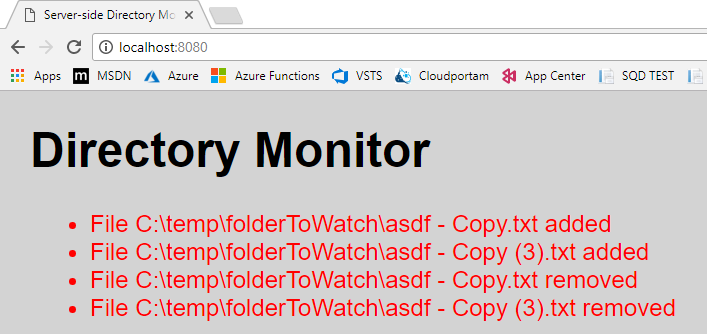 Server-side Directory Mo
localhost:8080
Apps MSDN Azure Azure Functions VSTS Cloudportam App Center SQD TEST
Directory Monitor
• File C:\temp\folderToWatch\asdf - Copy.txt added
• File C:\temp\folderToWatch\asdf - Copy (3).txt added
• File C:\temp\folderToWatch\asdf - Copy.txt removed
• File C:\temp\folderToWatch\asdf - Copy (3).txt removed